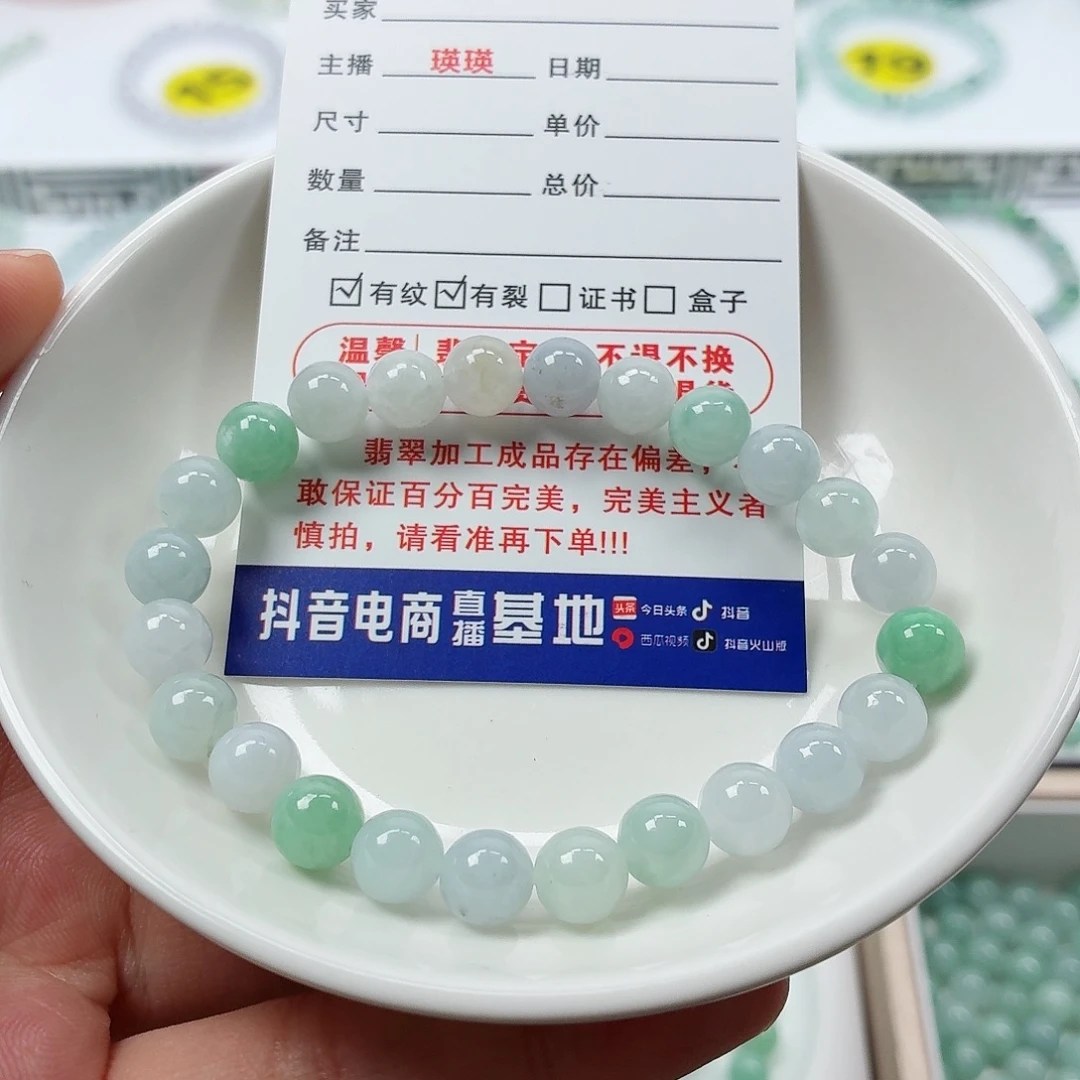 买家
主播 瑛瑛 日期
尺寸 单价
数量 总价
备注
有纹 有裂 证书 盒子
温馨 不退不换
翡翠加工成品存在偏差,
敢保证百分百完美，完美主义者
慎拍，请看准再下单!!!
抖音电商直播基地 头条 今日头条 抖音
西瓜视频 抖音火山版